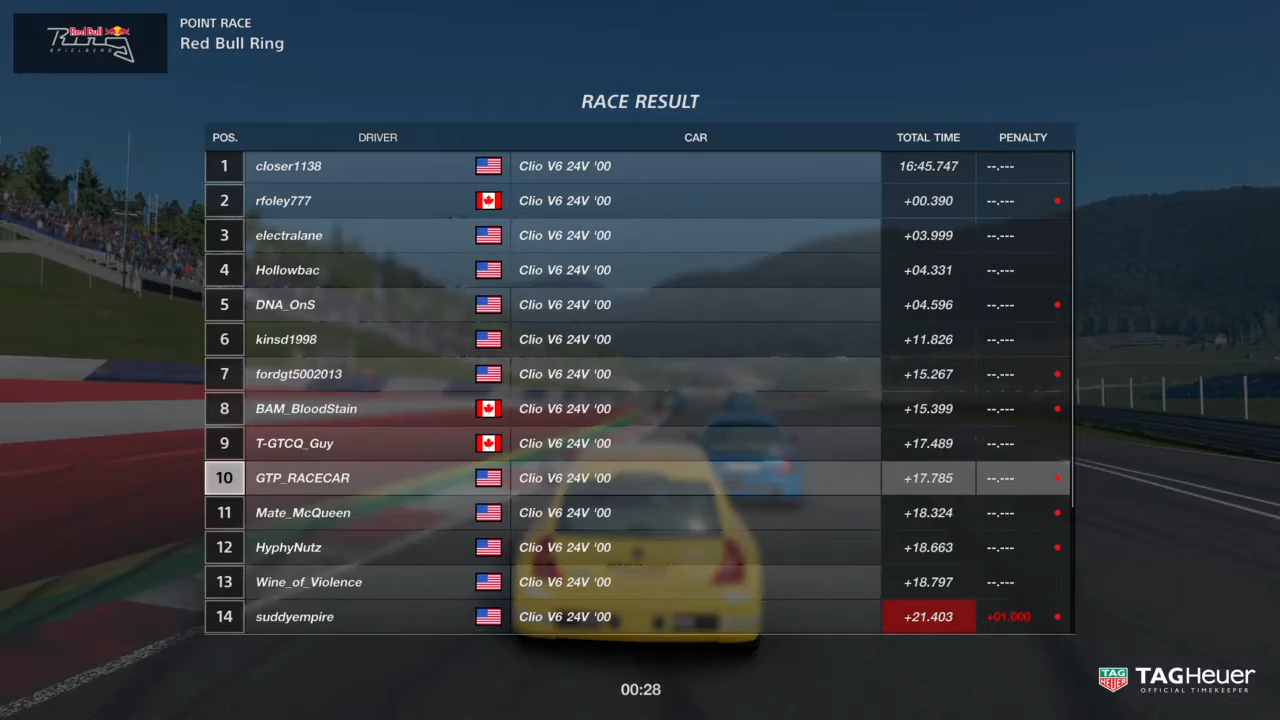 Red Bull
Ring
SPIELBERG
POINT RACE
Red Bull Ring
RACE RESULT
POS. DRIVER CAR TOTAL TIME PENALTY
1 closer1138 Clio V6 24V '00 16:45.747 --.---
2 rfoley777 Clio V6 24V '00 +00.390 --.---
3 electralane Clio V6 24V '00 +03.999 --.---
4 Hollowbac Clio V6 24V '00 +04.331 --.---
5 DNA_OnS Clio V6 24V '00 +04.596 --.---
6 kinsd1998 Clio V6 24V '00 +11.826 --.---
7 fordgt5002013 Clio V6 24V '00 +15.267 --.---
8 BAM_BloodStain Clio V6 24V '00 +15.399 --.---
9 T-GTCQ_Guy Clio V6 24V '00 +17.489 --.---
10 GTP_RACECAR Clio V6 24V '00 +17.785 --.---
11 Mate_McQueen Clio V6 24V '00 +18.324 --.---
12 HyphyNutz Clio V6 24V '00 +18.663 --.---
13 Wine_of_Violence Clio V6 24V '00 +18.797 --.---
14 suddyempire Clio V6 24V '00 +21.403 +01.000
00:28
TAG HEUER TAGHeuer
OFFICIAL TIMEKEEPER